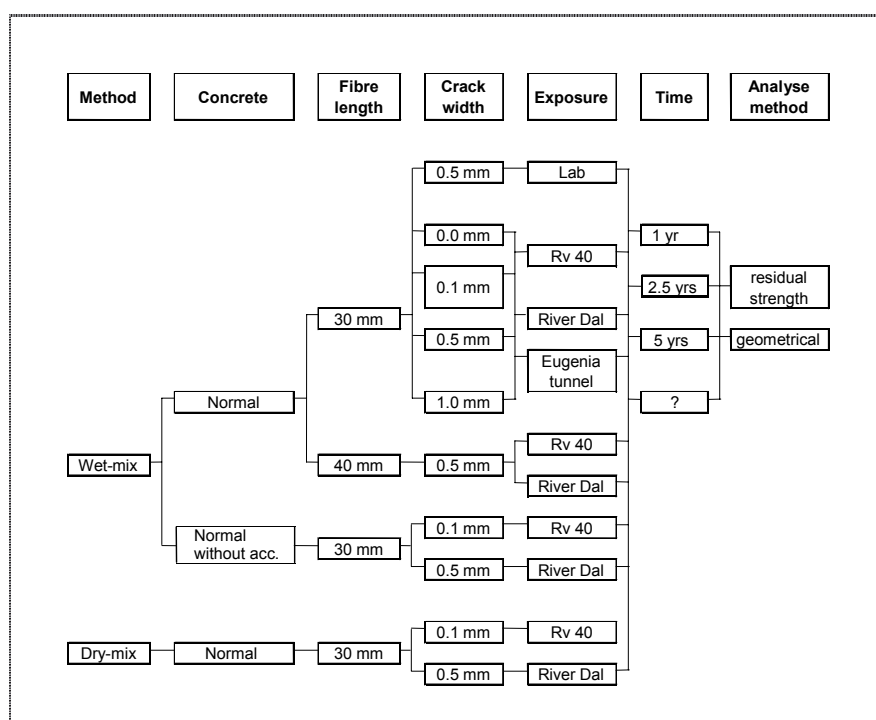 Method
Concrete
Fibre
length
Crack
width
Exposure
Time
Analyse
method
0.5 mm
Lab
0.0 mm
1 yr
Rv 40
0.1 mm
2.5 yrs
residual
strength
30 mm
River Dal
0.5 mm
5 yrs
geometrical
Eugenia
tunnel
Normal
1.0 mm
?
Rv 40
Wet-mix
40 mm
0.5 mm
River Dal
Normal
without acc.
30 mm
0.1 mm
Rv 40
0.5 mm
River Dal
0.1 mm
Rv 40
Dry-mix
Normal
30 mm
0.5 mm
River Dal